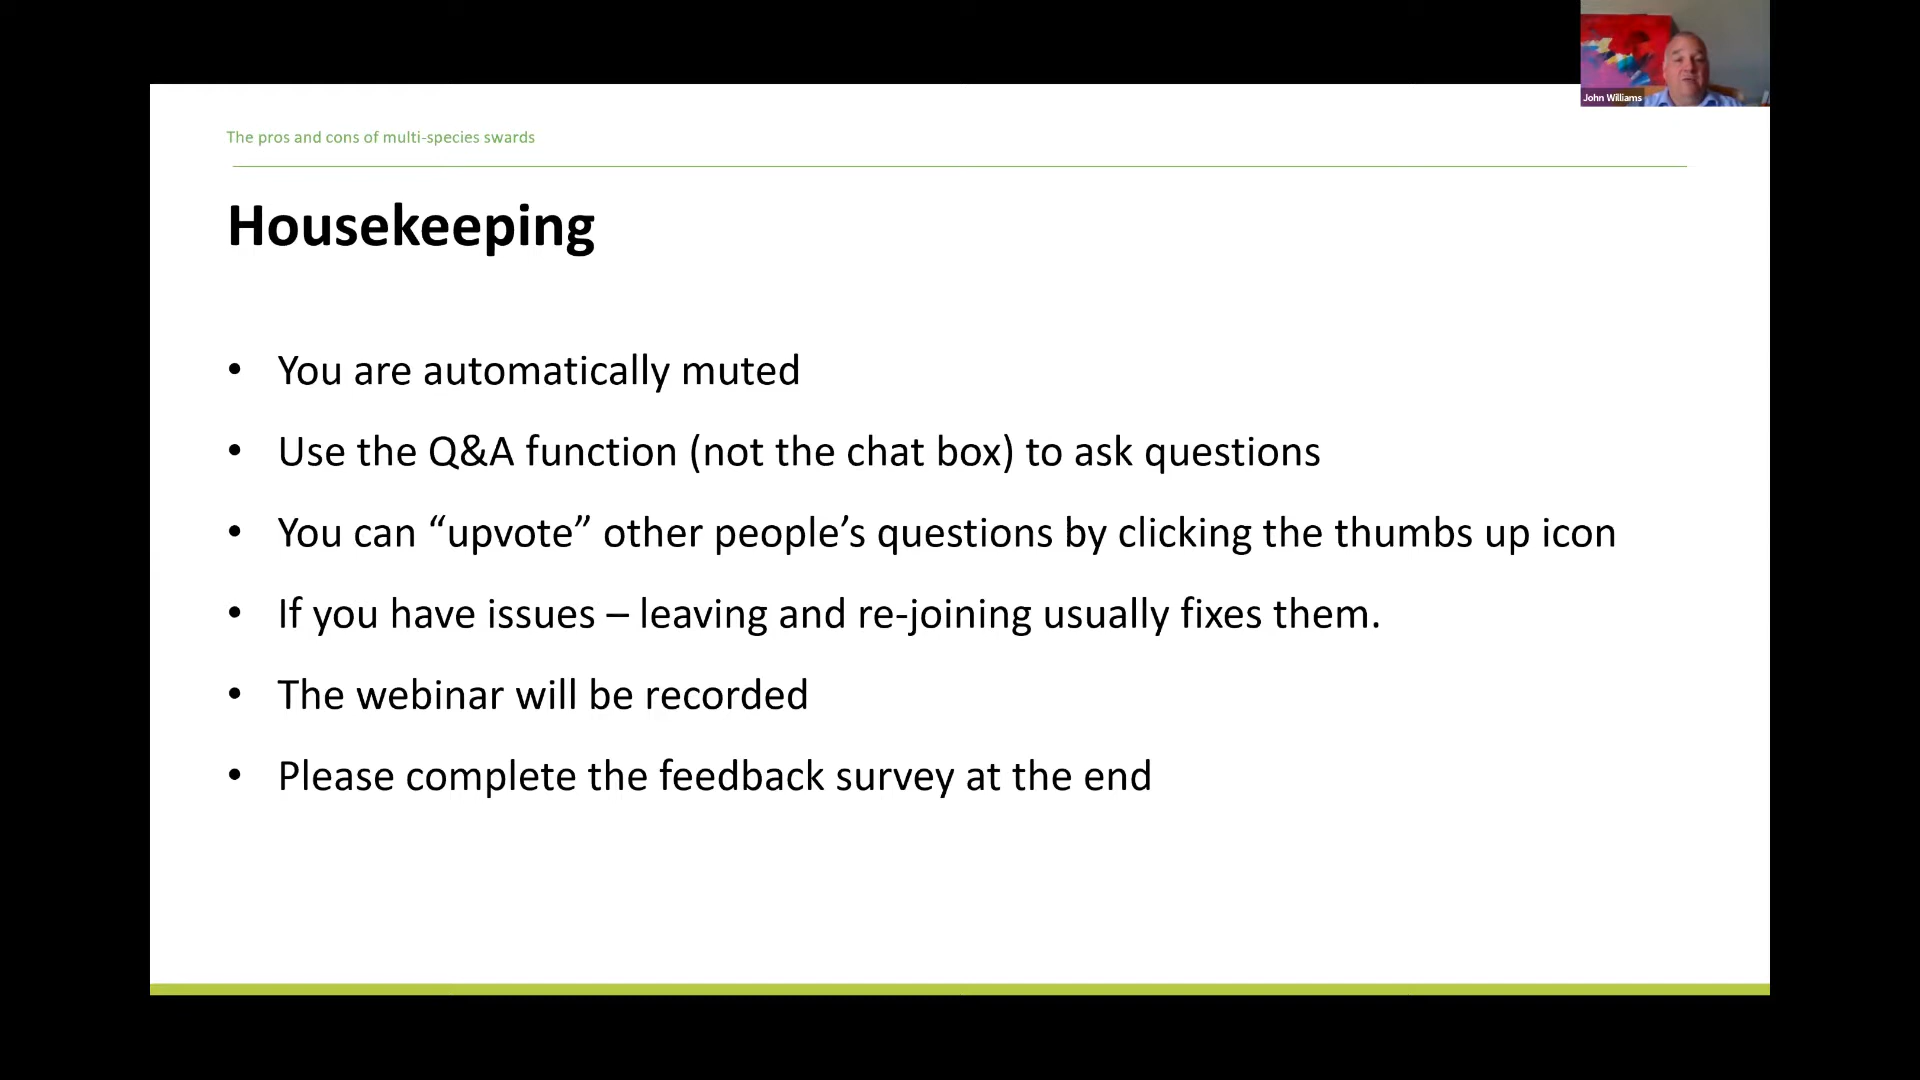 John Williams
The pros and cons of multi-species swards
Housekeeping
• You are automatically muted
• Use the Q&A function (not the chat box) to ask questions
• You can “upvote” other people’s questions by clicking the thumbs up icon
• If you have issues – leaving and re-joining usually fixes them.
• The webinar will be recorded
• Please complete the feedback survey at the end